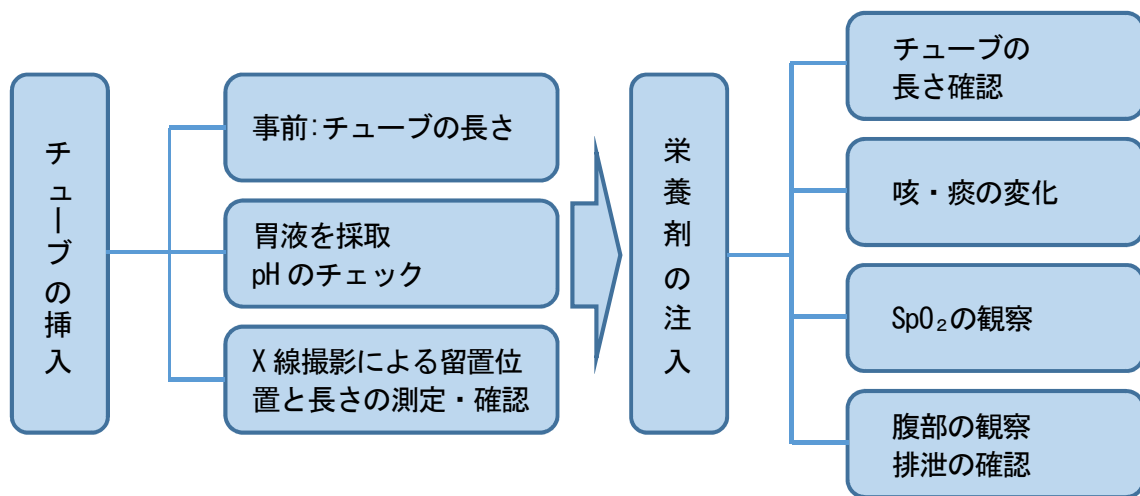 チューブの挿入
事前：チューブの長さ
胃液を採取
pHのチェック
X線撮影による留置位
置と長さの測定・確認
栄養剤の注入
チューブの
長さ確認
咳・痰の変化
SpO₂の観察
腹部の観察
排泄の確認